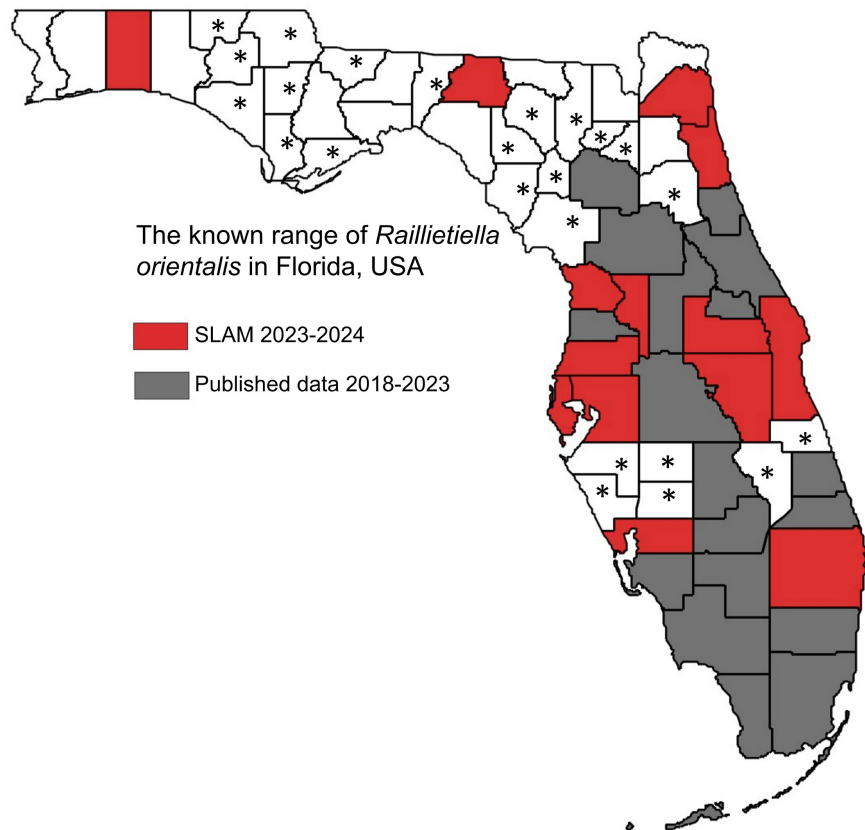 The known range of Raillietiella
orientalis in Florida, USA
SLAM 2023-2024
Published data 2018-2023